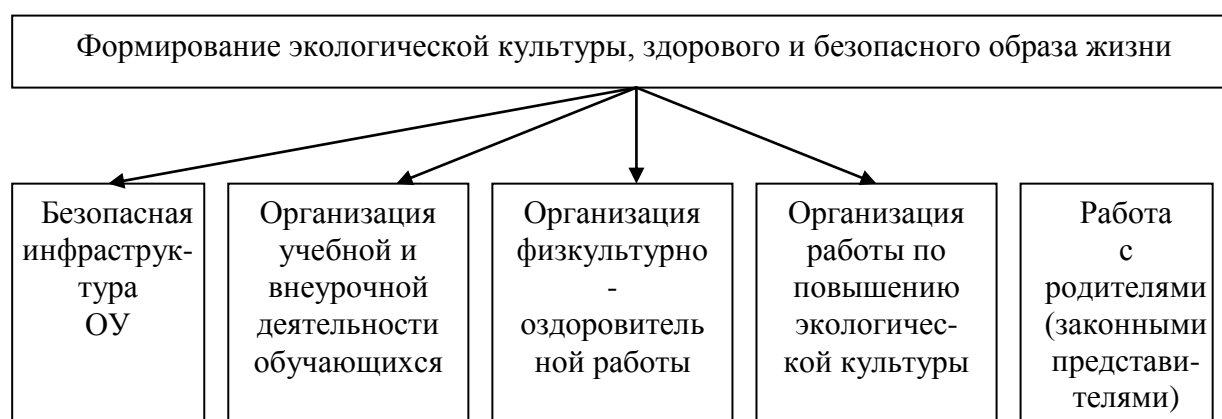 Формирование экологической культуры, здорового и безопасного образа жизни
Безопасная
инфраструк-
тура
ОУ
Организация
учебной и
внеурочной
деятельности
обучающихся
Организация
физкультурно
-
оздоровитель
ной работы
Организация
работы по
повышению
экологичес-
кой культуры
Работа
с
родителями
(законными
представи-
телями)